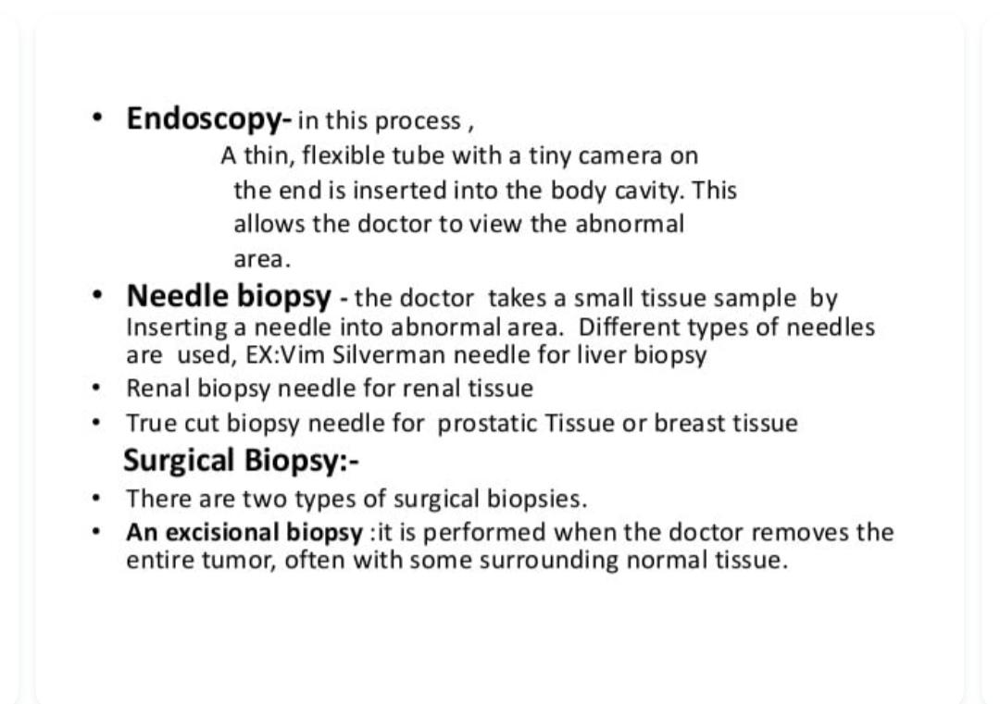 • Endoscopy- in this process ,
A thin, flexible tube with a tiny camera on
the end is inserted into the body cavity. This
allows the doctor to view the abnormal
area.
• Needle biopsy - the doctor takes a small tissue sample by
Inserting a needle into abnormal area. Different types of needles
are used, EX:Vim Silverman needle for liver biopsy
• Renal biopsy needle for renal tissue
• True cut biopsy needle for prostatic Tissue or breast tissue
Surgical Biopsy:-
• There are two types of surgical biopsies.
• An excisional biopsy :it is performed when the doctor removes the
entire tumor, often with some surrounding normal tissue.